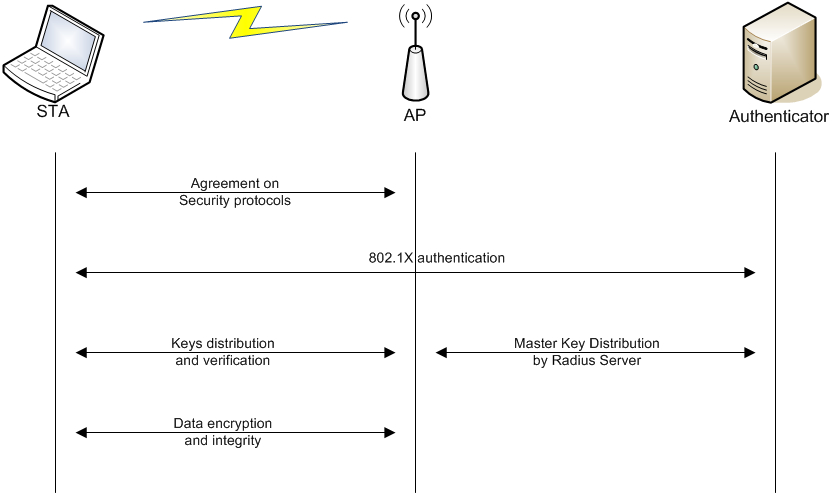 STA
AP
Authenticator
Agreement on
Security protocols
802.1X authentication
Keys distribution
and verification
Master Key Distribution
by Radius Server
Data encryption
and integrity